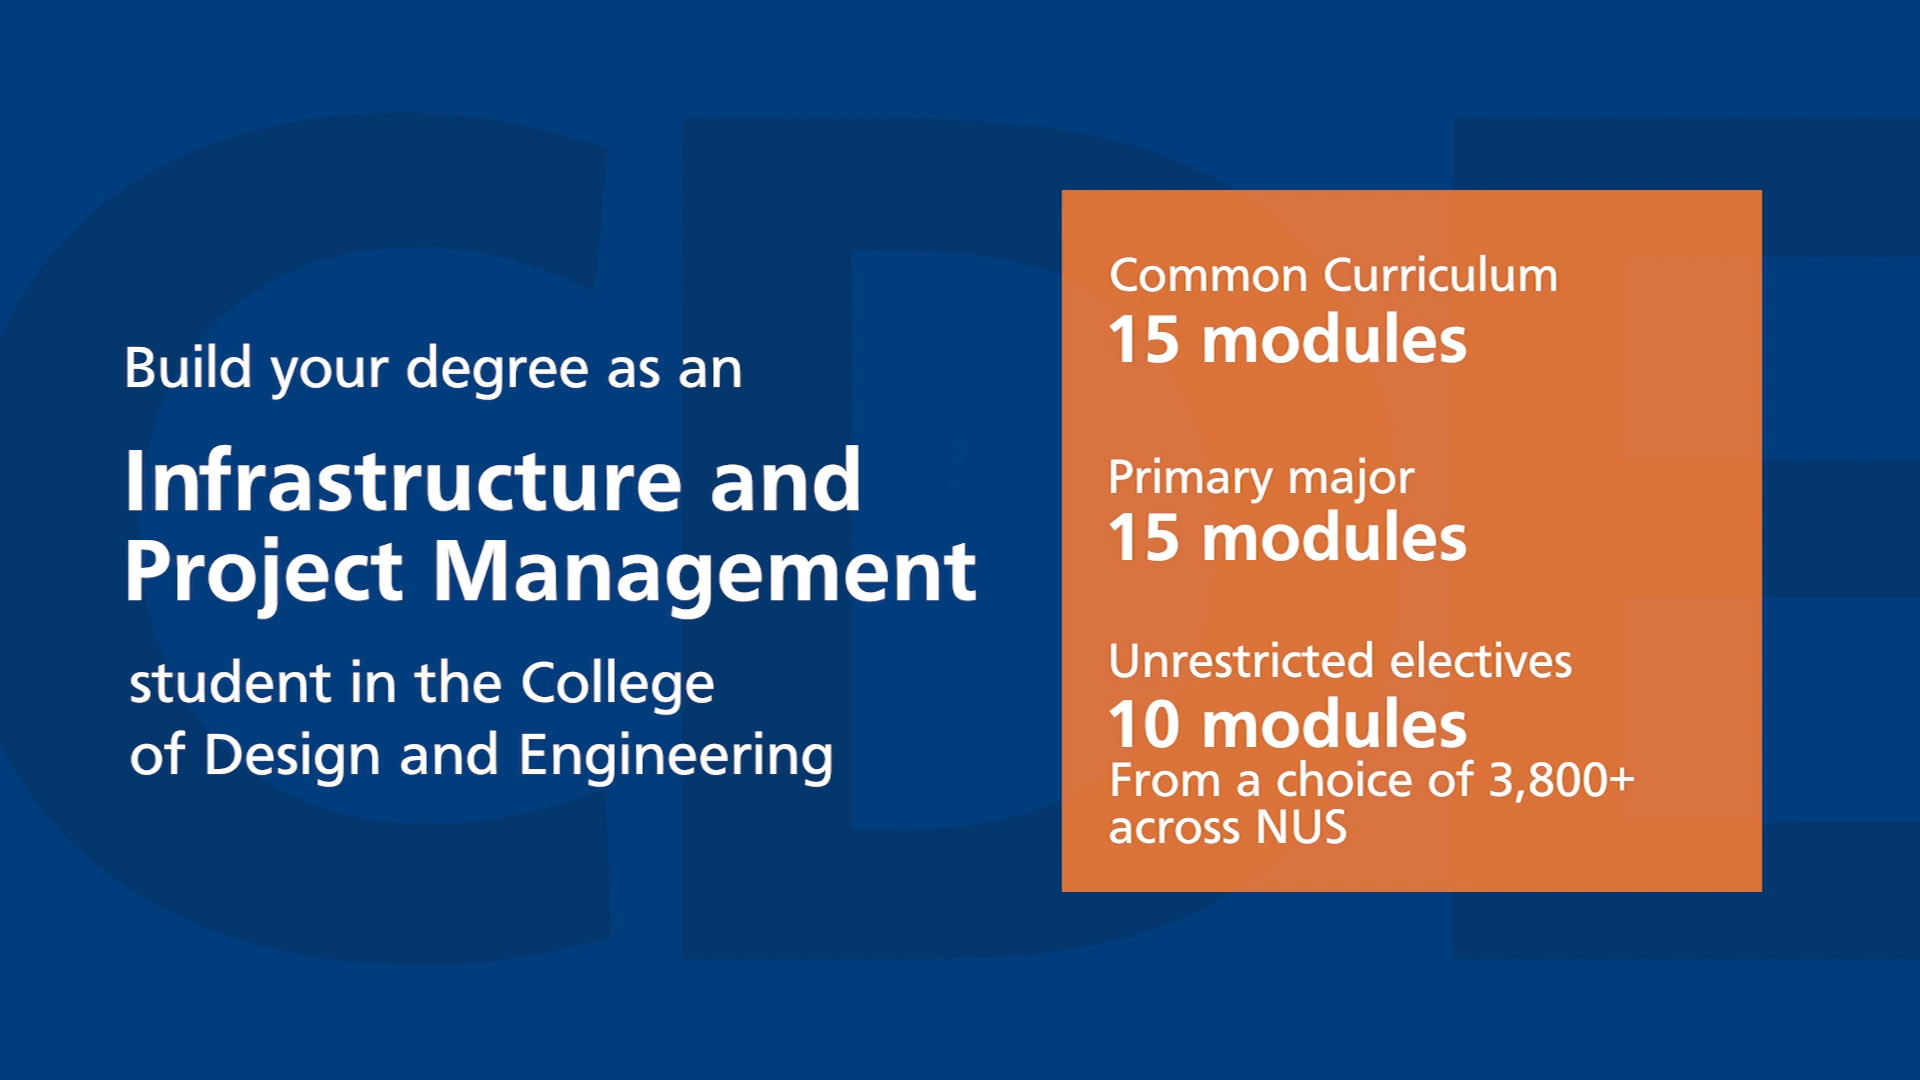 CDE
Build your degree as an
Infrastructure and
Project Management
student in the College
of Design and Engineering
Common Curriculum
15 modules
Primary major
15 modules
Unrestricted electives
10 modules
From a choice of 3,800+
across NUS